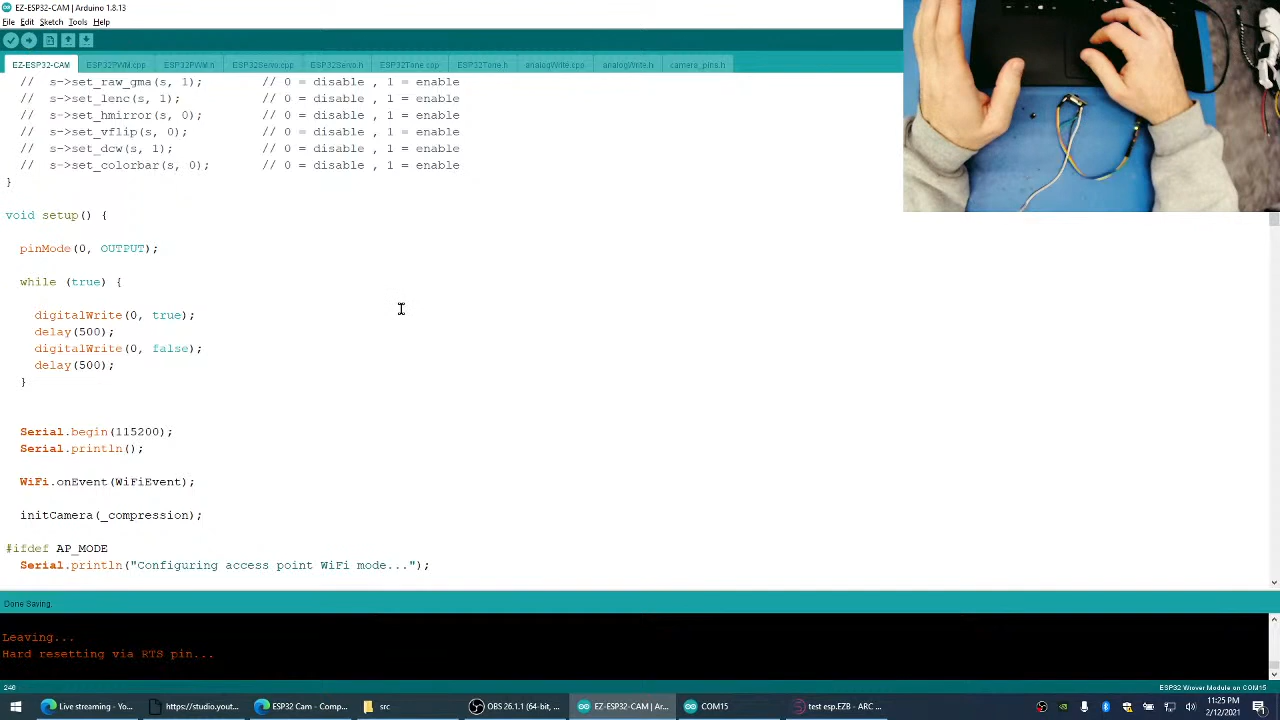 EZ-ESP32-CAM | Arduino 1.8.13
File Edit Sketch Tools Help
EZ-ESP32-CAM ESP32PWM.cpp ESP32PWM.h ESP32Servo.cpp ESP32Servo.h ESP32Tone.cpp ESP32Tone.h analogWrite.cpp analogWrite.h camera_pins.h
// s->set_raw_gma(s, 1); // 0 = disable , 1 = enable
// s->set_lenc(s, 1); // 0 = disable , 1 = enable
// s->set_hmirror(s, 0); // 0 = disable , 1 = enable
// s->set_vflip(s, 0); // 0 = disable , 1 = enable
// s->set_dcw(s, 1); // 0 = disable , 1 = enable
// s->set_colorbar(s, 0); // 0 = disable , 1 = enable
}
void setup() {
pinMode(0, OUTPUT);
while (true) {
digitalWrite(0, true);
delay(500);
digitalWrite(0, false);
delay(500);
}
Serial.begin(115200);
Serial.println();
WiFi.onEvent(WiFiEvent);
initCamera(_compression);
#ifdef AP_MODE
Serial.println("Configuring access point WiFi mode...");
Done Saving.
Leaving...
Hard resetting via RTS pin...
246 ESP32 Wrover Module on COM15
Live streaming - Yo... https://studio.yout... ESP32 Cam - Comp... src OBS 26.1.1 (64-bit, ... EZ-ESP32-CAM | Ar... COM15 test esp.EZB - ARC ... 11:25 PM
2/12/2021